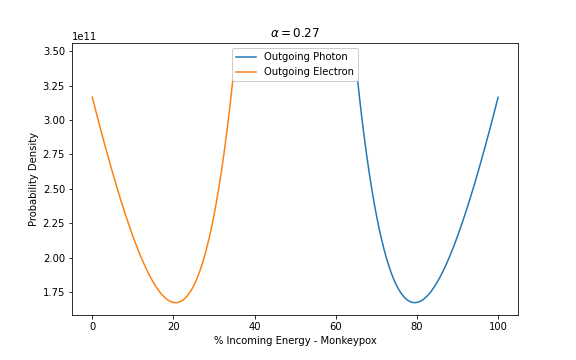 α = 0.27
1e11
Outgoing Photon
Outgoing Electron
3.50
3.25
3.00
2.75
2.50
2.25
2.00
1.75
Probability Density
0 20 40 60 80 100
% Incoming Energy - Monkeypox